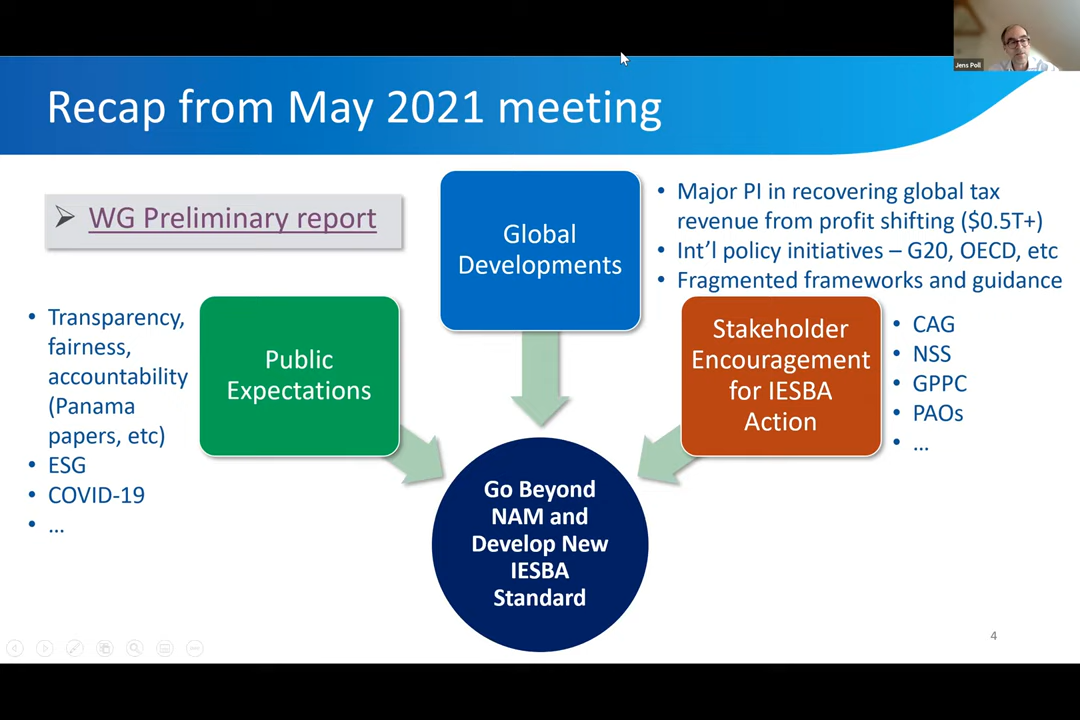 Jens Poll
Recap from May 2021 meeting
➢ WG Preliminary report
Global
Developments
• Major PI in recovering global tax
revenue from profit shifting ($0.5T+)
• Int'l policy initiatives – G20, OECD, etc
• Fragmented frameworks and guidance
• Transparency,
fairness,
accountability
(Panama
papers, etc)
• ESG
• COVID-19
• ...
Public
Expectations
Stakeholder
Encouragement
for IESBA
Action
• CAG
• NSS
• GPPC
• PAOs
• ...
Go Beyond
NAM and
Develop New
IESBA
Standard
4